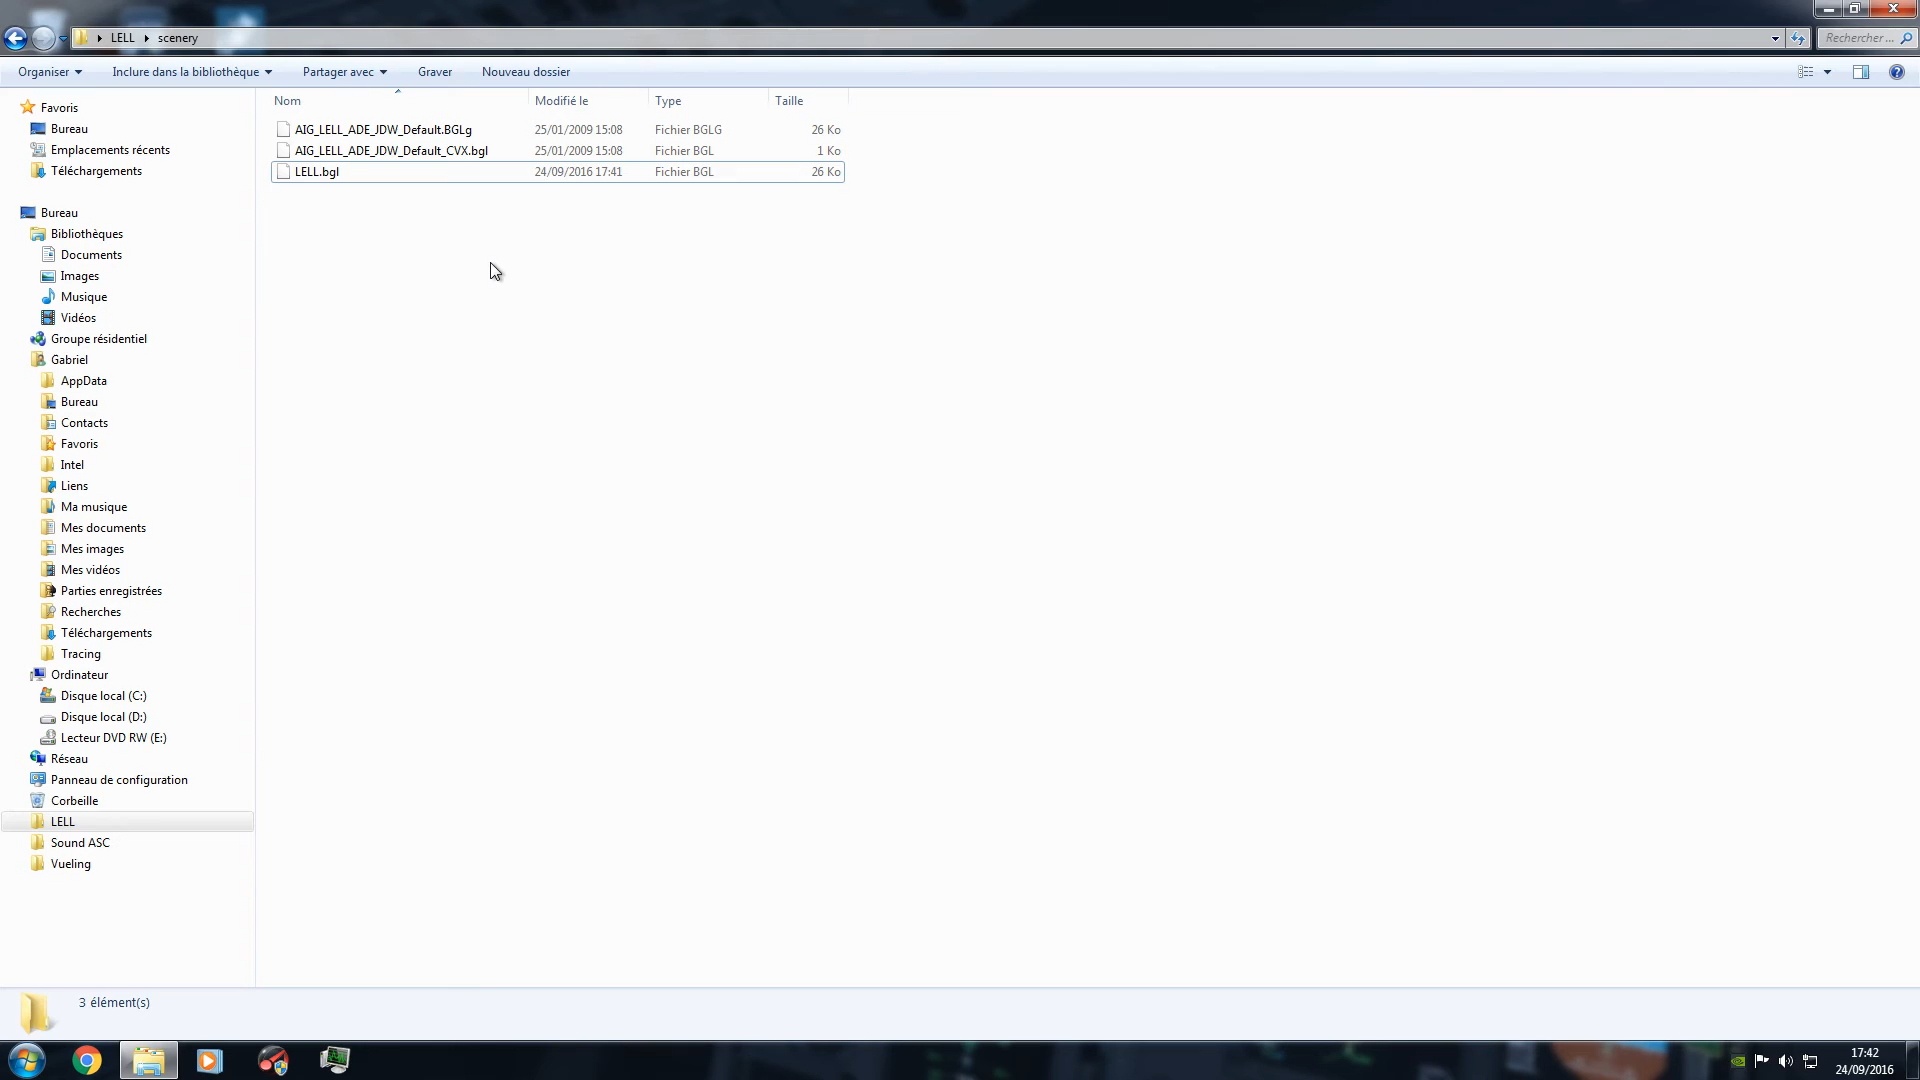 LELL scenery
Rechercher ...
Organiser Inclure dans la bibliothèque Partager avec Graver Nouveau dossier
Nom Modifié le Type Taille
AIG_LELL_ADE_JDW_Default.BGLg 25/01/2009 15:08 Fichier BGLG 26 Ko
AIG_LELL_ADE_JDW_Default_CVX.bgl 25/01/2009 15:08 Fichier BGL 1 Ko
LELL.bgl 24/09/2016 17:41 Fichier BGL 26 Ko
Favoris
Bureau
Emplacements récents
Téléchargements
Bureau
Bibliothèques
Documents
Images
Musique
Vidéos
Groupe résidentiel
Gabriel
AppData
Bureau
Contacts
Favoris
Intel
Liens
Ma musique
Mes documents
Mes images
Mes vidéos
Parties enregistrées
Recherches
Téléchargements
Tracing
Ordinateur
Disque local (C:)
Disque local (D:)
Lecteur DVD RW (E:)
Réseau
Panneau de configuration
Corbeille
LELL
Sound ASC
Vueling
3 élément(s)
17:42
24/09/2016